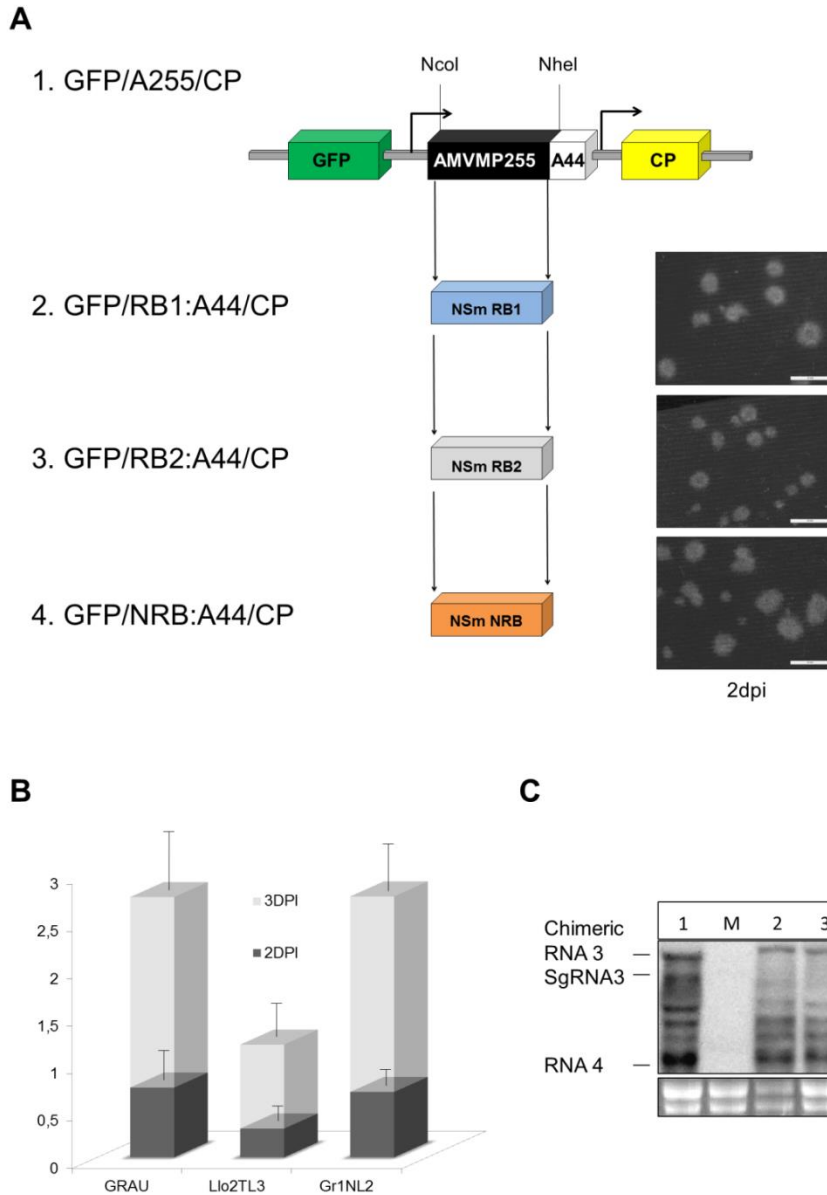 A
1. GFP/A255/CP
NcoI NheI
GFP AMVMP255 A44 CP
2. GFP/RB1:A44/CP
NSm RB1
3. GFP/RB2:A44/CP
NSm RB2
4. GFP/NRB:A44/CP
NSm NRB
2dpi
B
3
2,5
2
1,5
1
0,5
0
3DPI
2DPI
GRAU Llo2TL3 Gr1NL2
C
1 M 2 3
Chimeric
RNA 3
SgRNA3
RNA 4